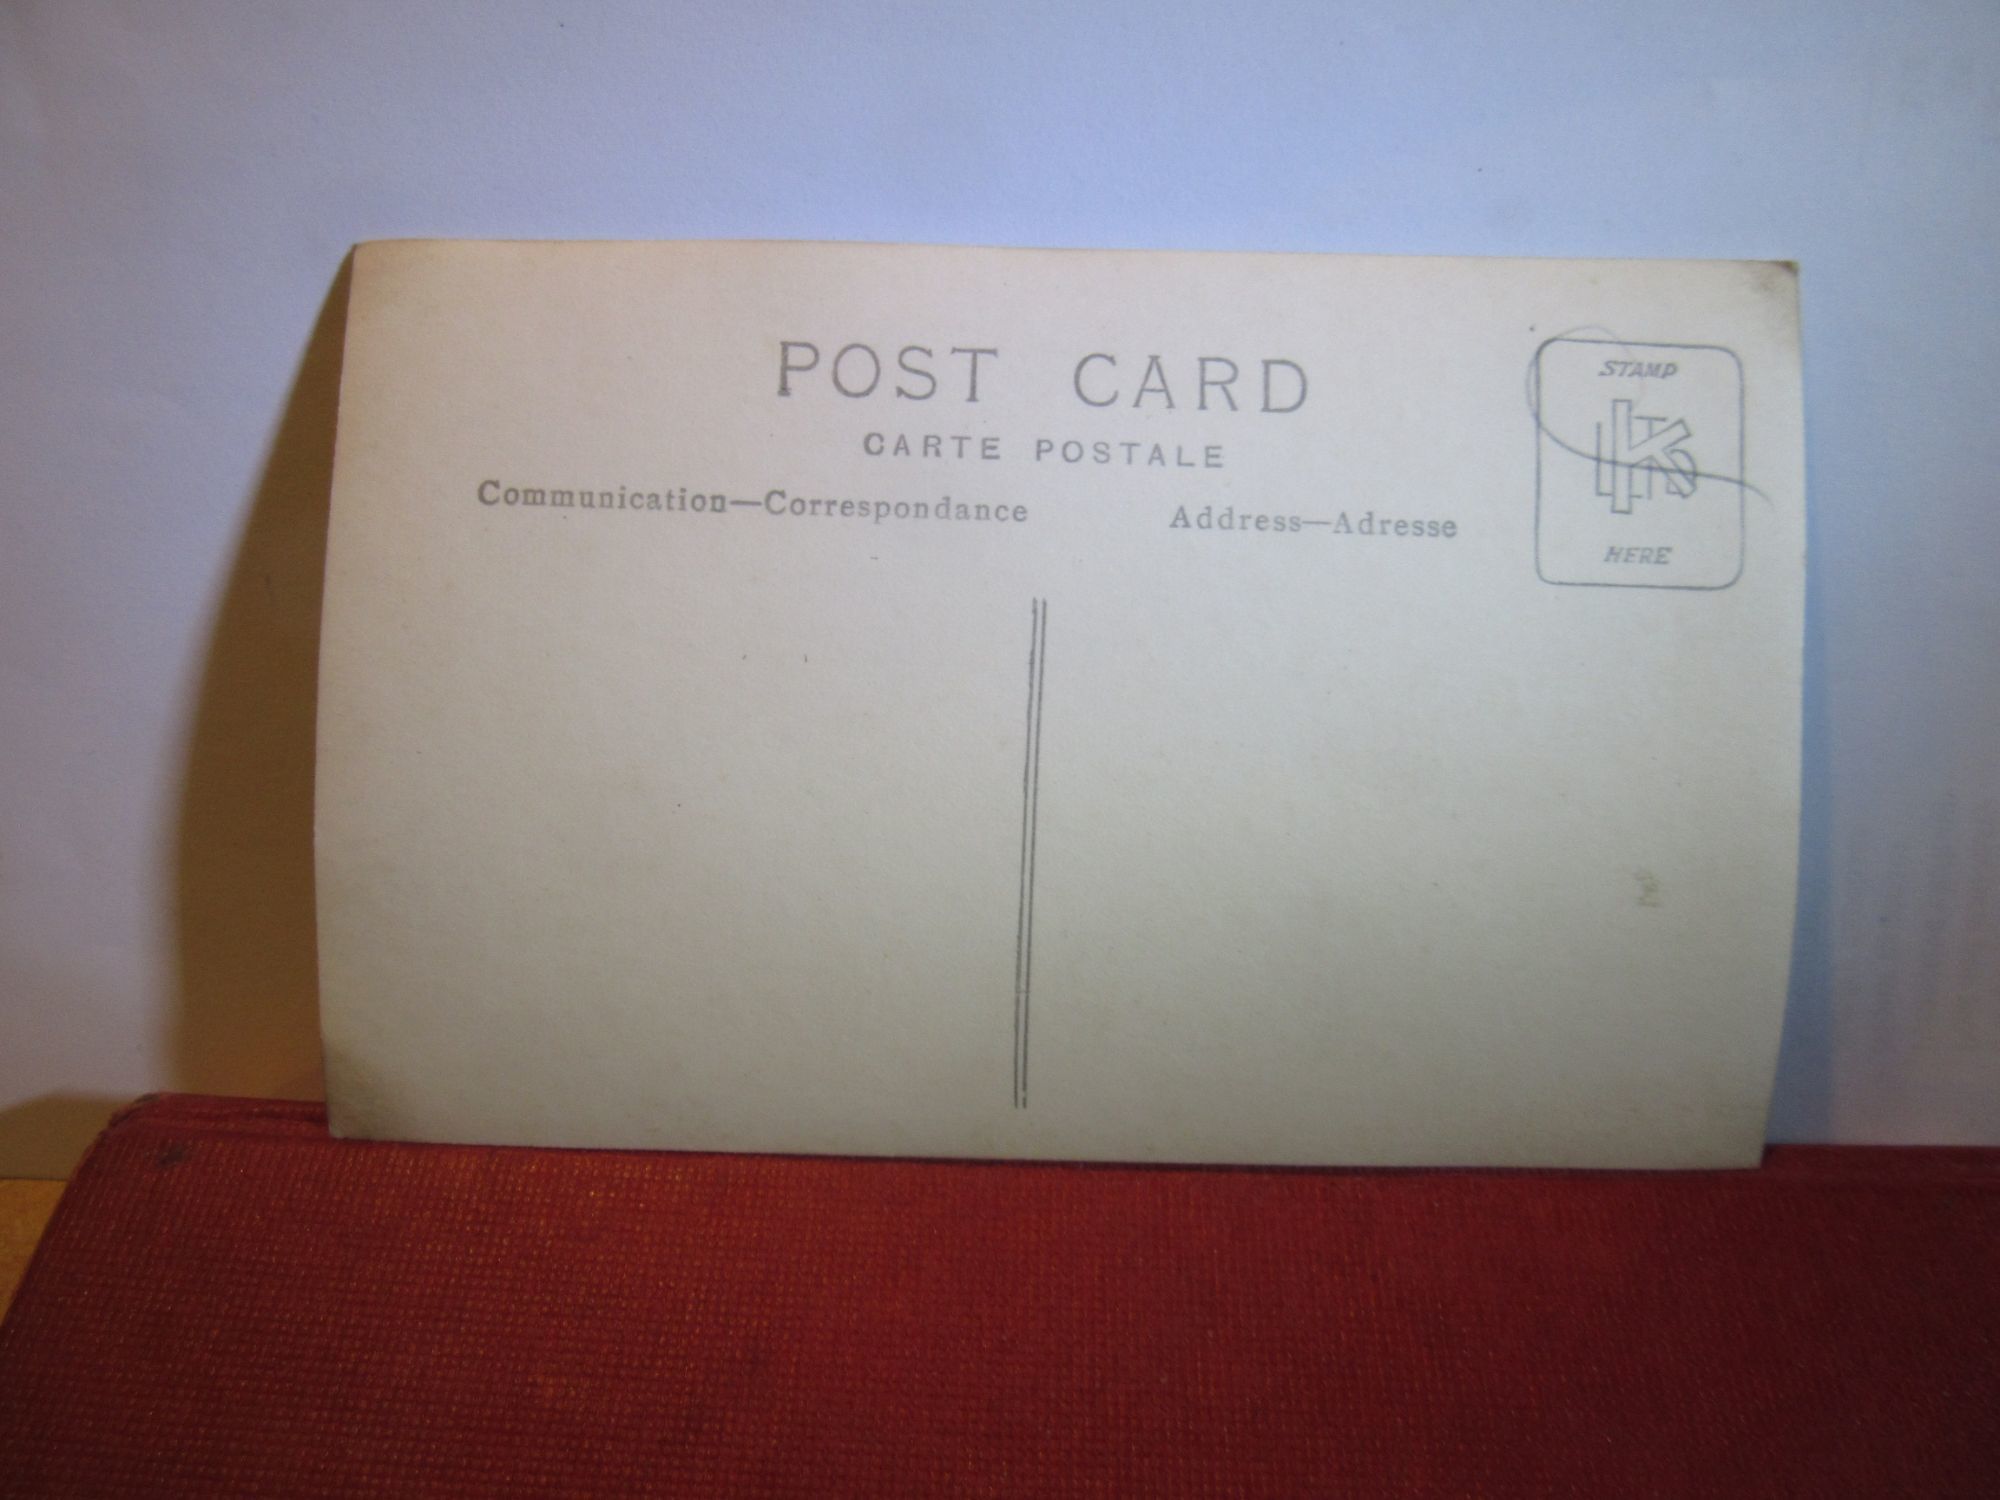 POST CARD
CARTE POSTALE
Communication—Correspondance
Address—Adresse
STAMP
HERE